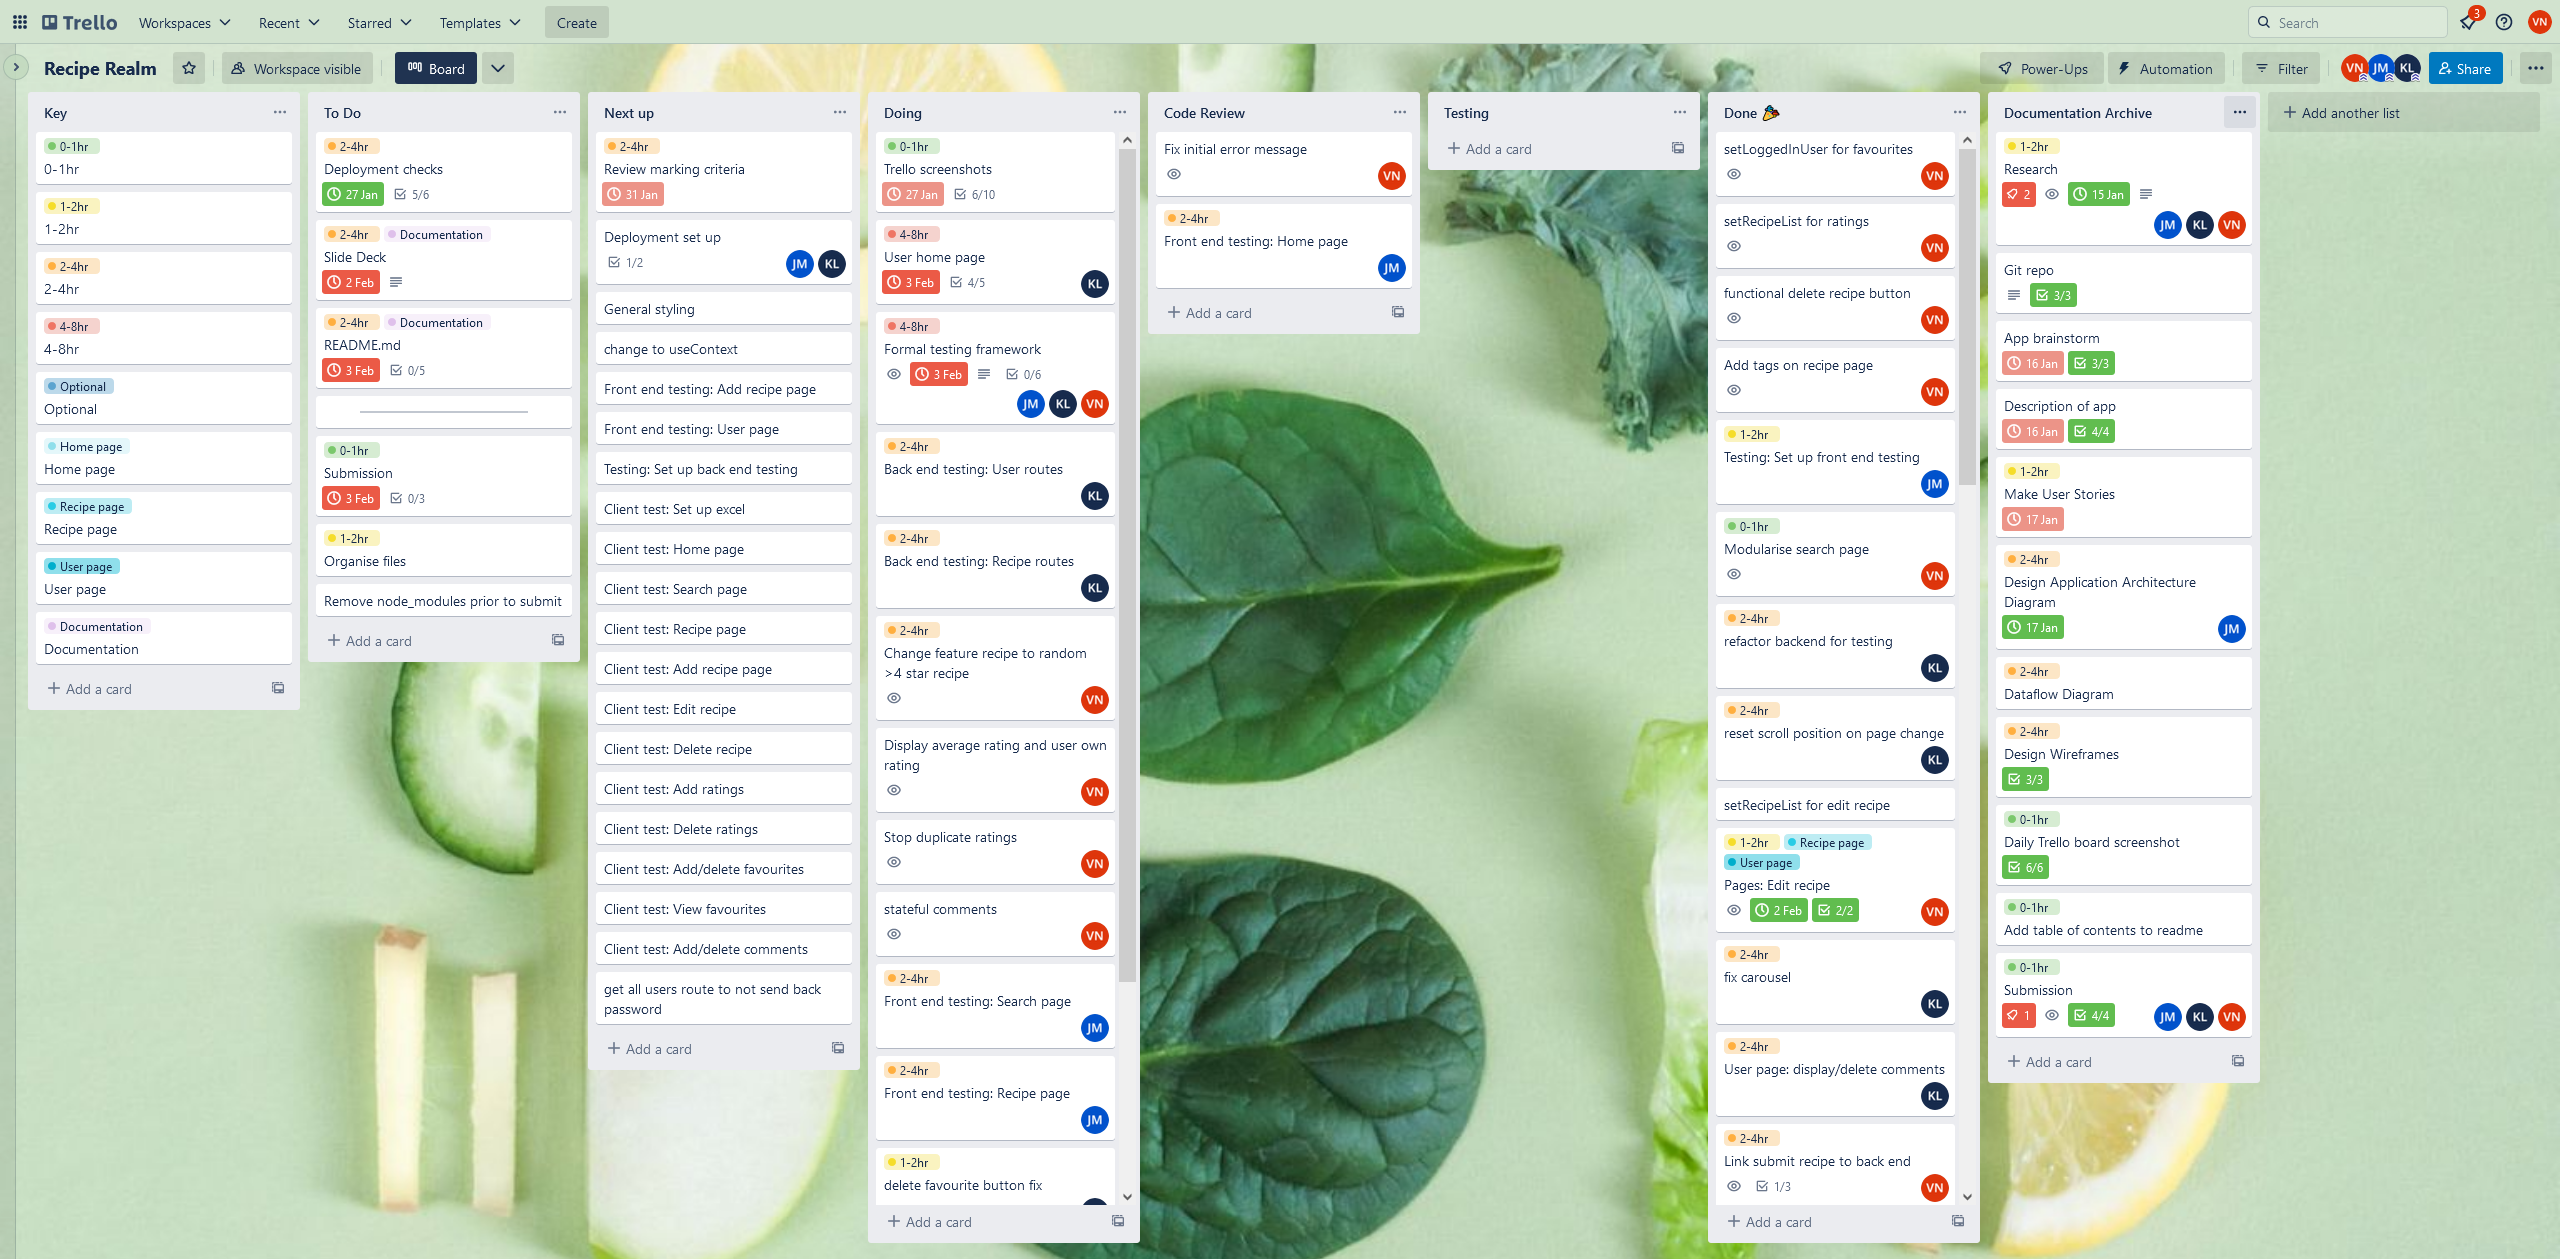 Trello
Workspaces
Recent
Starred
Templates
Create
Search
3
VN
Recipe Realm
Workspace visible
Board
Power-Ups
Automation
Filter
VN
JM
KL
Share
Key
0-1hr
0-1hr
1-2hr
1-2hr
2-4hr
2-4hr
4-8hr
4-8hr
Optional
Optional
Home page
Home page
Recipe page
Recipe page
User page
User page
Documentation
Documentation
Add a card
To Do
2-4hr
Deployment checks
27 Jan 5/6
2-4hr Documentation
Slide Deck
2 Feb
2-4hr Documentation
README.md
3 Feb 0/5
0-1hr
Submission
3 Feb 0/3
1-2hr
Organise files
Remove node_modules prior to submit
Add a card
Next up
2-4hr
Review marking criteria
31 Jan
Deployment set up
1/2
JM KL
General styling
change to useContext
Front end testing: Add recipe page
Front end testing: User page
Testing: Set up back end testing
Client test: Set up excel
Client test: Home page
Client test: Search page
Client test: Recipe page
Client test: Add recipe page
Client test: Edit recipe
Client test: Delete recipe
Client test: Add ratings
Client test: Delete ratings
Client test: Add/delete favourites
Client test: View favourites
Client test: Add/delete comments
get all users route to not send back
password
Add a card
Doing
0-1hr
Trello screenshots
27 Jan 6/10
4-8hr
User home page
3 Feb 4/5
KL
4-8hr
Formal testing framework
3 Feb 0/6
JM KL VN
2-4hr
Back end testing: User routes
KL
2-4hr
Back end testing: Recipe routes
KL
2-4hr
Change feature recipe to random
>4 star recipe
VN
Display average rating and user own
rating
VN
Stop duplicate ratings
VN
stateful comments
VN
2-4hr
Front end testing: Search page
JM
2-4hr
Front end testing: Recipe page
JM
1-2hr
delete favourite button fix
Add a card
Code Review
Fix initial error message
VN
2-4hr
Front end testing: Home page
JM
Add a card
Testing
Add a card
Done
setLoggedInUser for favourites
VN
setRecipeList for ratings
VN
functional delete recipe button
VN
Add tags on recipe page
VN
1-2hr
Testing: Set up front end testing
JM
0-1hr
Modularise search page
VN
2-4hr
refactor backend for testing
KL
2-4hr
reset scroll position on page change
KL
setRecipeList for edit recipe
1-2hr Recipe page
User page
Pages: Edit recipe
2 Feb 2/2
VN
2-4hr
fix carousel
KL
2-4hr
User page: display/delete comments
KL
2-4hr
Link submit recipe to back end
1/3
VN
Add a card
Documentation Archive
1-2hr
Research
2 15 Jan
JM KL VN
Git repo
3/3
App brainstorm
16 Jan 3/3
Description of app
16 Jan 4/4
1-2hr
Make User Stories
17 Jan
2-4hr
Design Application Architecture
Diagram
17 Jan
JM
2-4hr
Dataflow Diagram
2-4hr
Design Wireframes
3/3
0-1hr
Daily Trello board screenshot
6/6
0-1hr
Add table of contents to readme
0-1hr
Submission
1 4/4
JM KL VN
Add a card
Add another list